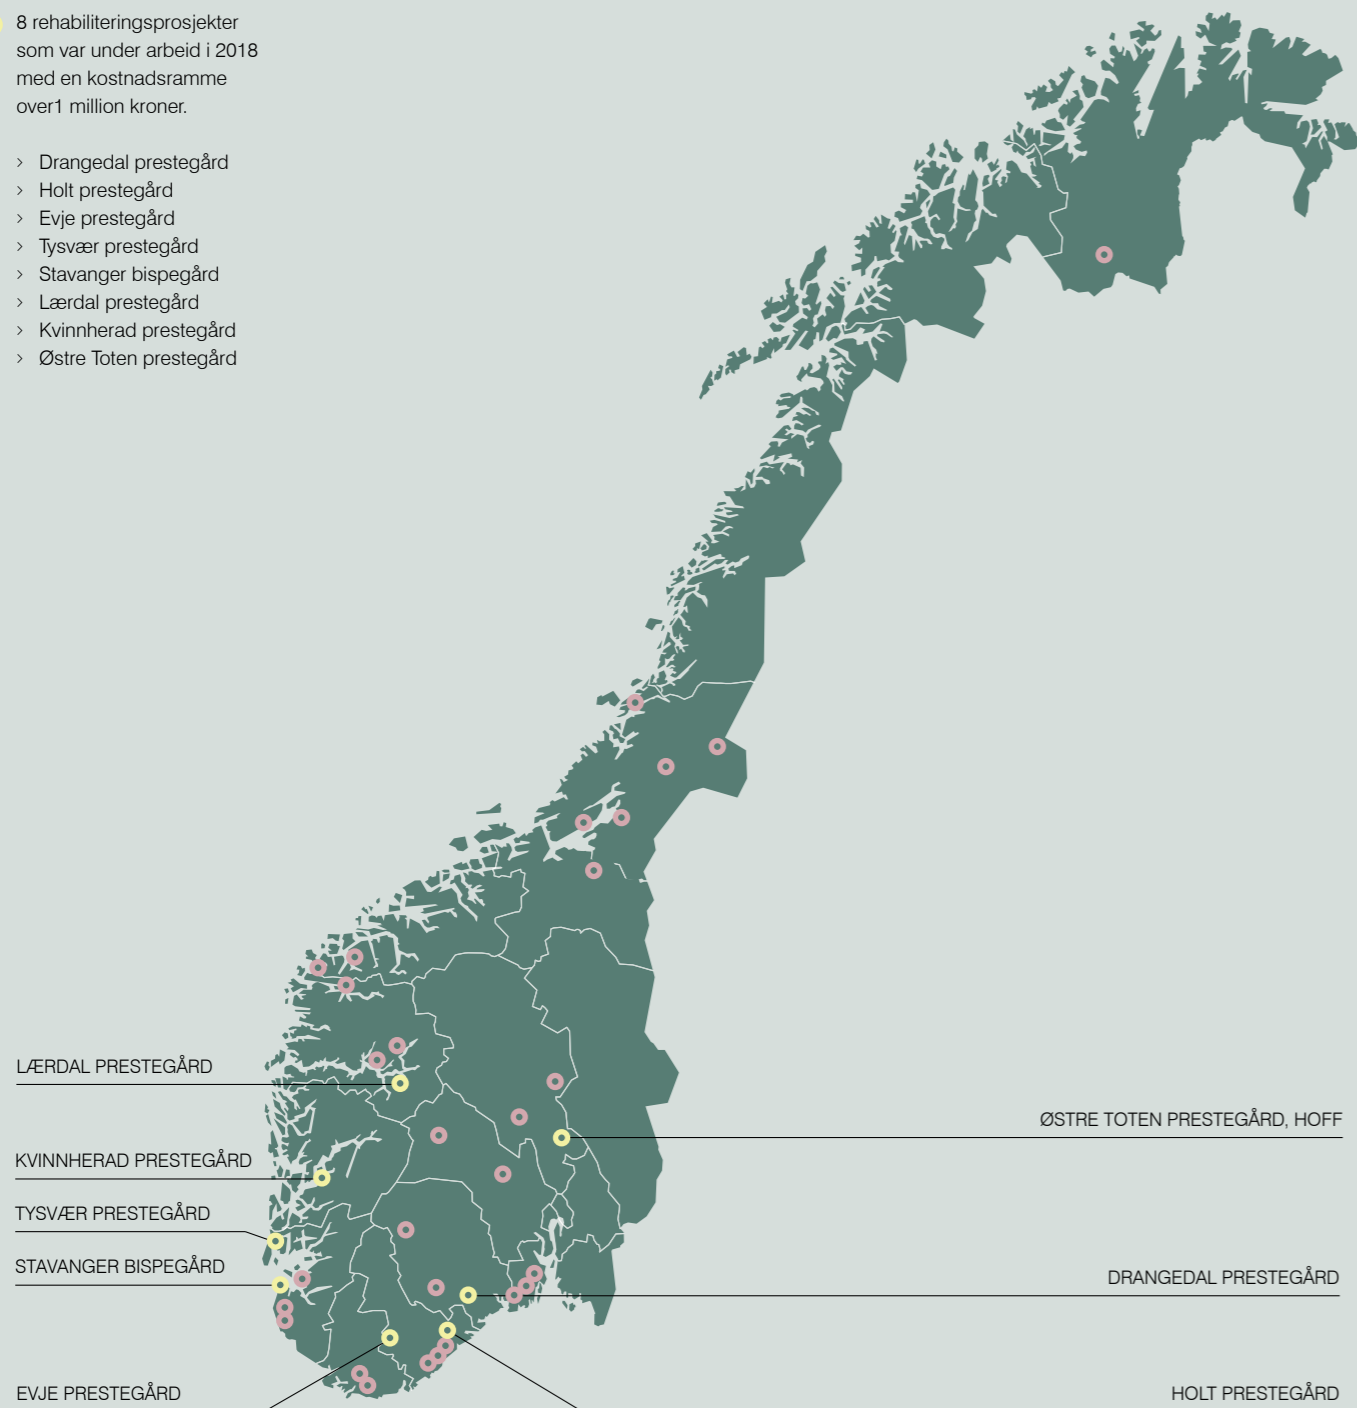 8 rehabiliteringsprosjekter
som var under arbeid i 2018
med en kostnadsramme
over1 million kroner.
› Drangedal prestegård
› Holt prestegård
› Evje prestegård
› Tysvær prestegård
› Stavanger bispegård
› Lærdal prestegård
› Kvinnherad prestegård
› Østre Toten prestegård
LÆRDAL PRESTEGÅRD
ØSTRE TOTEN PRESTEGÅRD, HOFF
KVINNHERAD PRESTEGÅRD
TYSVÆR PRESTEGÅRD
STAVANGER BISPEGÅRD
DRANGEDAL PRESTEGÅRD
EVJE PRESTEGÅRD
HOLT PRESTEGÅRD